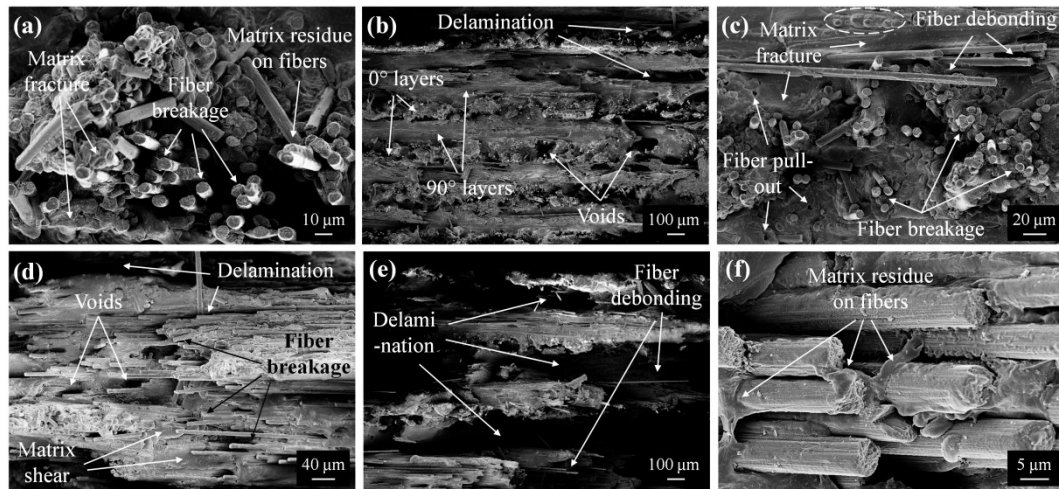 (a)
Matrix
fracture
Fiber
breakage
Matrix residue
on fibers
10 μm
(b)
Delamination
0° layers
90° layers
Voids
100 μm
(c)
Fiber debonding
Matrix
fracture
Fiber pull-
out
Fiber breakage
20 μm
(d)
Delamination
Voids
Fiber
breakage
Matrix
shear
40 μm
(e)
Fiber
debonding
Delami
-nation
100 μm
(f)
Matrix residue
on fibers
5 μm